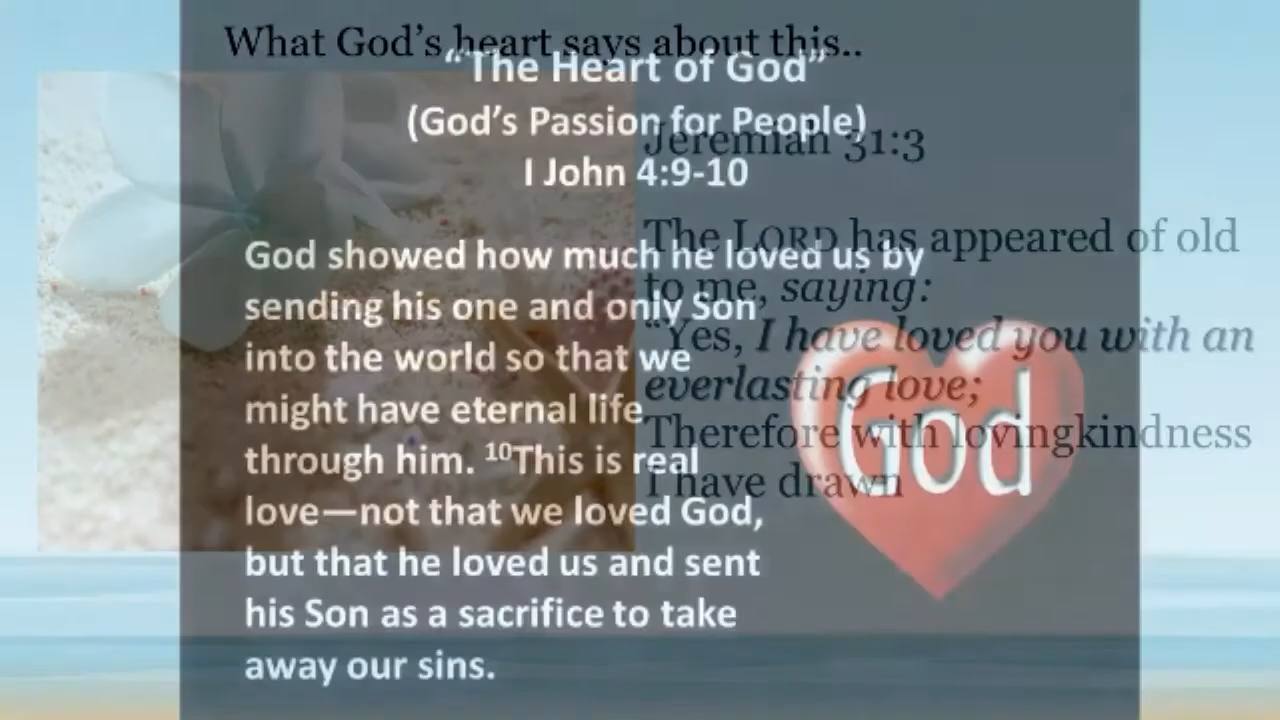 What God's heart says about this..
“The Heart of God”
(God's Passion for People)
I John 4:9-10
God showed how much he loved us by
sending his one and only Son
into the world so that we
might have eternal life
through him. ¹⁰This is real
love—not that we loved God,
but that he loved us and sent
his Son as a sacrifice to take
away our sins.
Jeremiah 31:3
The LORD has appeared of old
to me, saying:
“Yes, I have loved you with an
everlasting love;
Therefore with lovingkindness
I have drawn
God